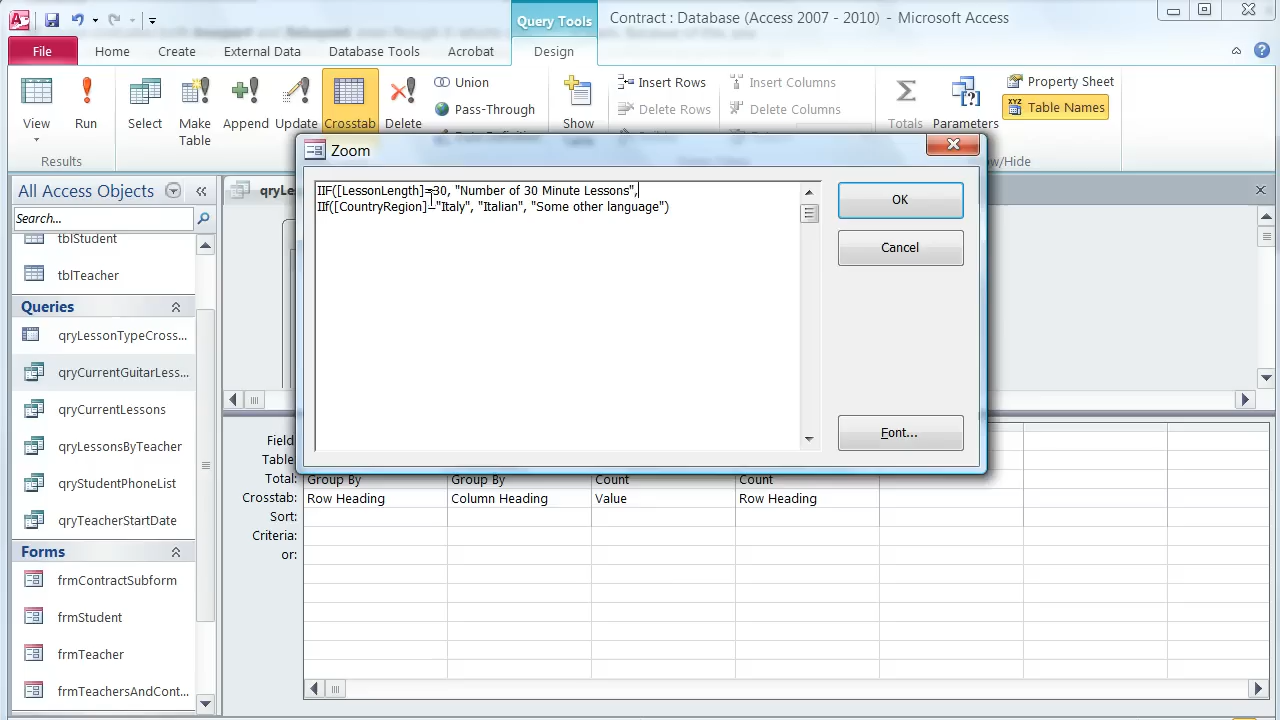 Query Tools
Contract : Database (Access 2007 - 2010) - Microsoft Access
File
Home
Create
External Data
Database Tools
Acrobat
Design
View
Run
Select
Make Table
Append
Update
Crosstab
Delete
Union
Pass-Through
Show
Insert Rows
Delete Rows
Insert Columns
Delete Columns
Totals
Parameters
Property Sheet
Table Names
Results
w/Hide
All Access Objects
Search...
tblStudent
tblTeacher
Queries
qryLessonTypeCross...
qryCurrentGuitarLess...
qryCurrentLessons
qryLessonsByTeacher
qryStudentPhoneList
qryTeacherStartDate
Forms
frmContractSubform
frmStudent
frmTeacher
frmTeachersAndCont...
qryLe
Zoom
IIF([LessonLength]=30, "Number of 30 Minute Lessons",
IIf([CountryRegion]="Italy", "Italian", "Some other language")
OK
Cancel
Font...
Field
Table
Total: Group By Group By Count Count
Crosstab: Row Heading Column Heading Value Row Heading
Sort:
Criteria:
or: